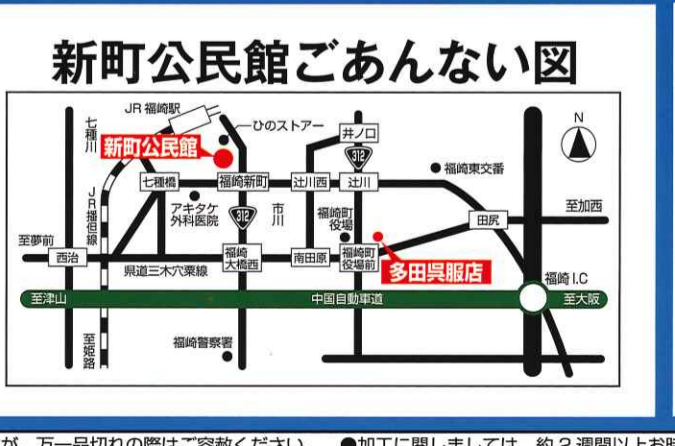 新町公民館ごあんない図
JR 福崎駅
七種川
ひのストアー
井ノ口
N
新町公民館
312
福崎東交番
七種橋
福崎新町
辻川西
辻川
JR播但線
アキタケ
外科医院
312
市川
福崎町
役場
田尻
至加西
至夢前
西治
福崎
大橋西
南田原
福崎町
役場前
多田呉服店
県道三木宍粟線
福崎 I.C
至津山
中国自動車道
至大阪
至姫路
福崎警察署
が、万一品切れの際はご容赦ください。
●加工に関しましては、約2週間以上お時